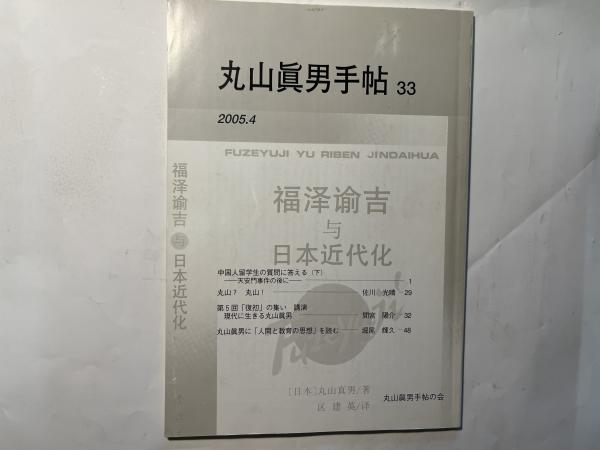 丸山眞男手帖 33
2005.4
FUZEYUJI YU RIBEN JINDAIHUA
福泽谕吉与日本近代化
福泽谕吉
与
日本近代化
中国人留学生の質問に答える(下)
――天安門事件の後に―― 1
丸山? 丸山! 佐川 光晴 29
第5回「復初」の集い 講演
現代に生きる丸山眞男 間宮 陽介 32
丸山眞男に「人間と教育の思想」を読む 堀尾 輝久 48
[日本]丸山真男/著
区建英/译
丸山眞男手帖の会